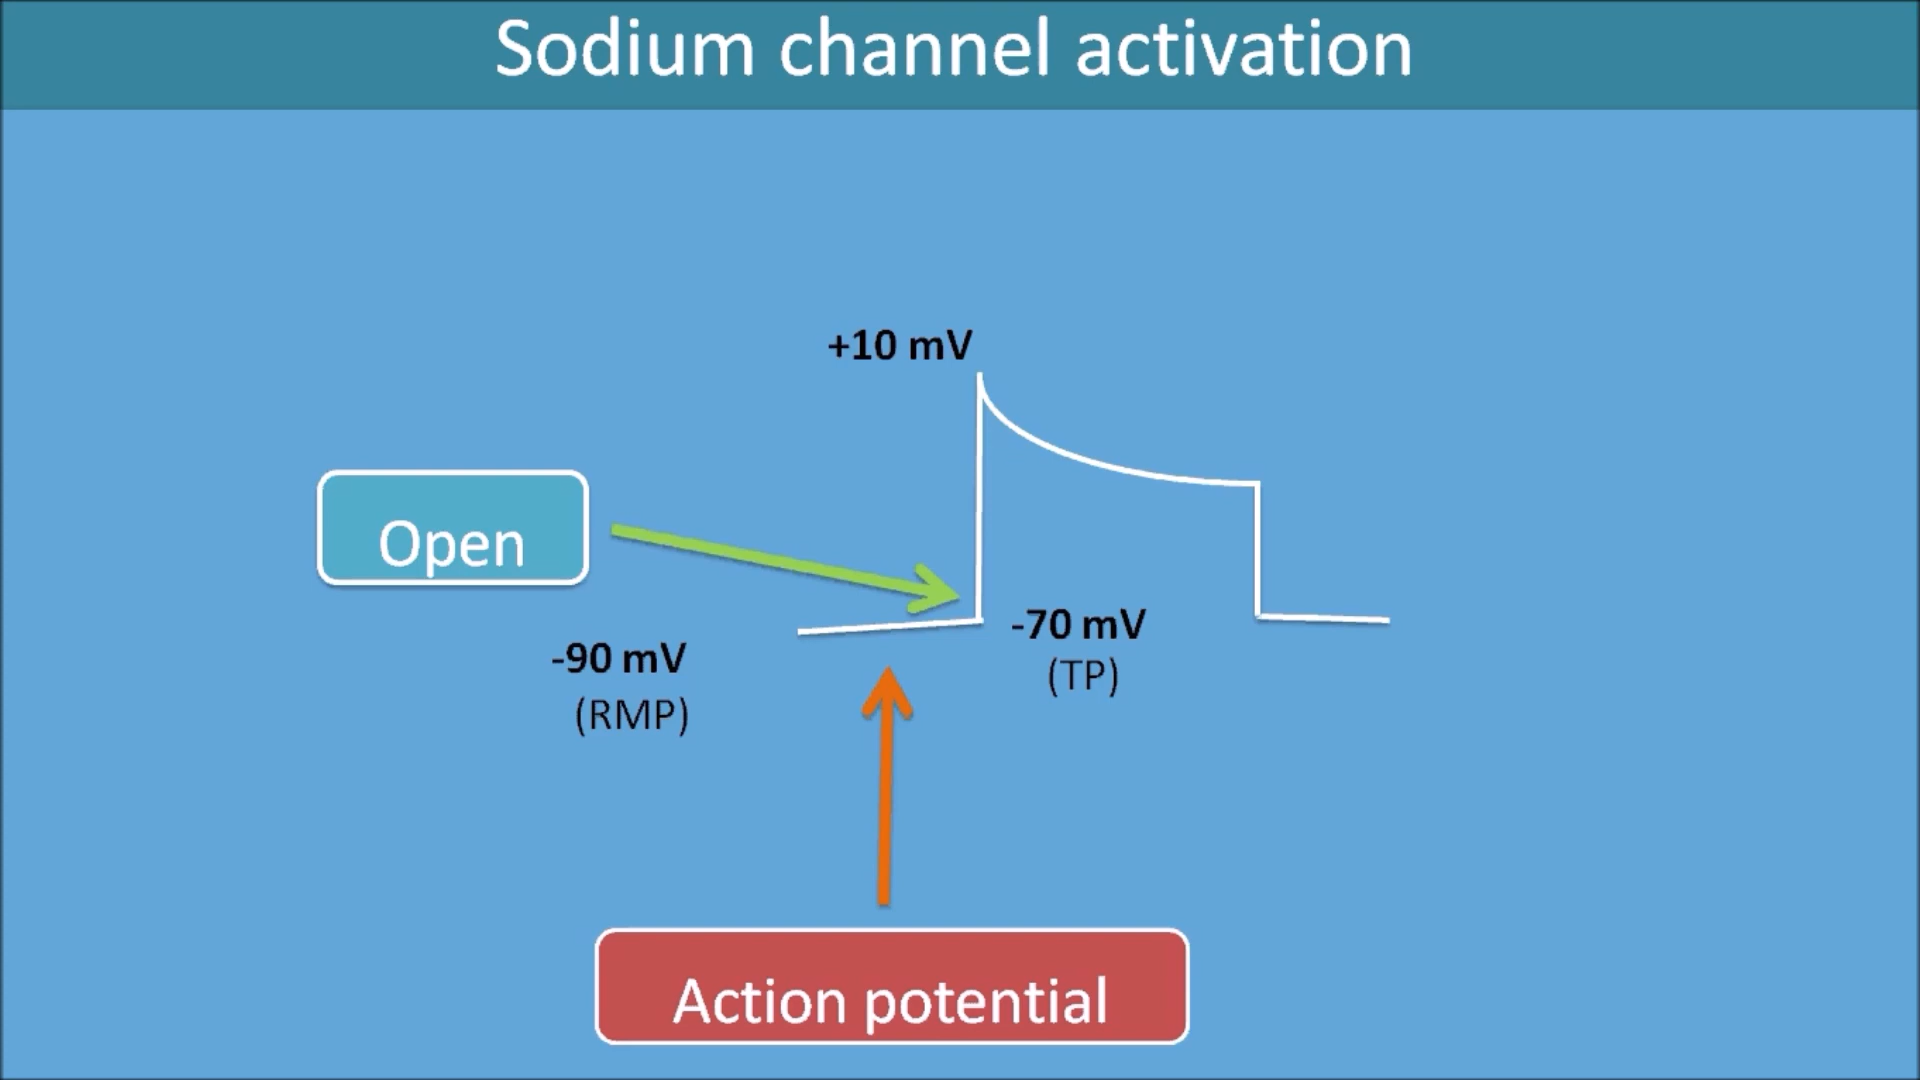 Sodium channel activation
+10 mV
Open
-90 mV
(RMP)
-70 mV
(TP)
Action potential